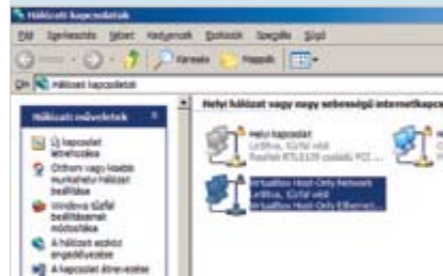 Hálózati kapcsolatok
Fájl Szerkesztés Nézet Kedvencek Eszközök Speciális Súgó
Keresés Mappák
Cím Hálózati kapcsolatok
Hálózati műveletek
Új kapcsolat
létrehozása
Otthoni vagy kisebb
munkahelyi hálózat
beállítása
Windows tűzfal
beállításainak
módosítása
A hálózati eszköz
engedélyezése
A kapcsolat átnevezése
Helyi hálózat vagy nagy sebességű internetkapcs
Helyi kapcsolat
Letiltva, tűzfal védi
Realtek RTL8139 családú PCI ...
VirtualBox Host-Only Network
Letiltva, tűzfal védi
VirtualBox Host-Only Ethernet...